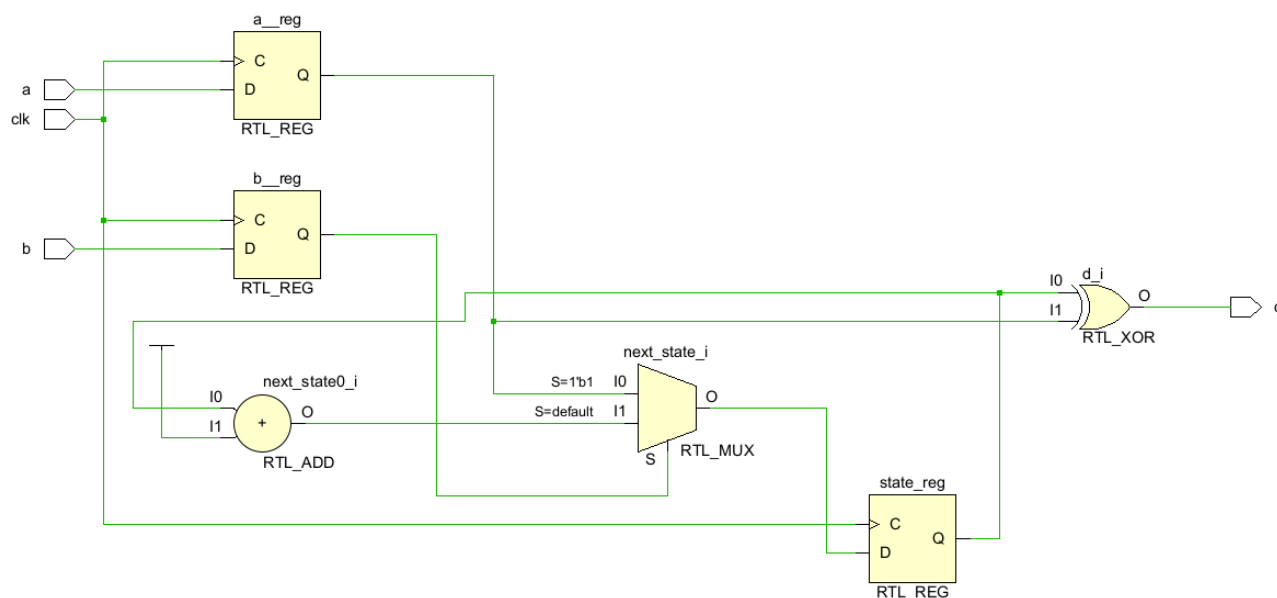 a__reg
C
Q
a
D
clk
RTL_REG
b__reg
C
Q
b
D
RTL_REG
d_i
I0
O
I1
RTL_XOR
next_state_i
next_state0_i
S=1'b1
I0
O
I0
O
S=default
I1
+
I1
S
RTL_MUX
RTL_ADD
state_reg
C
Q
D
RTL_REG